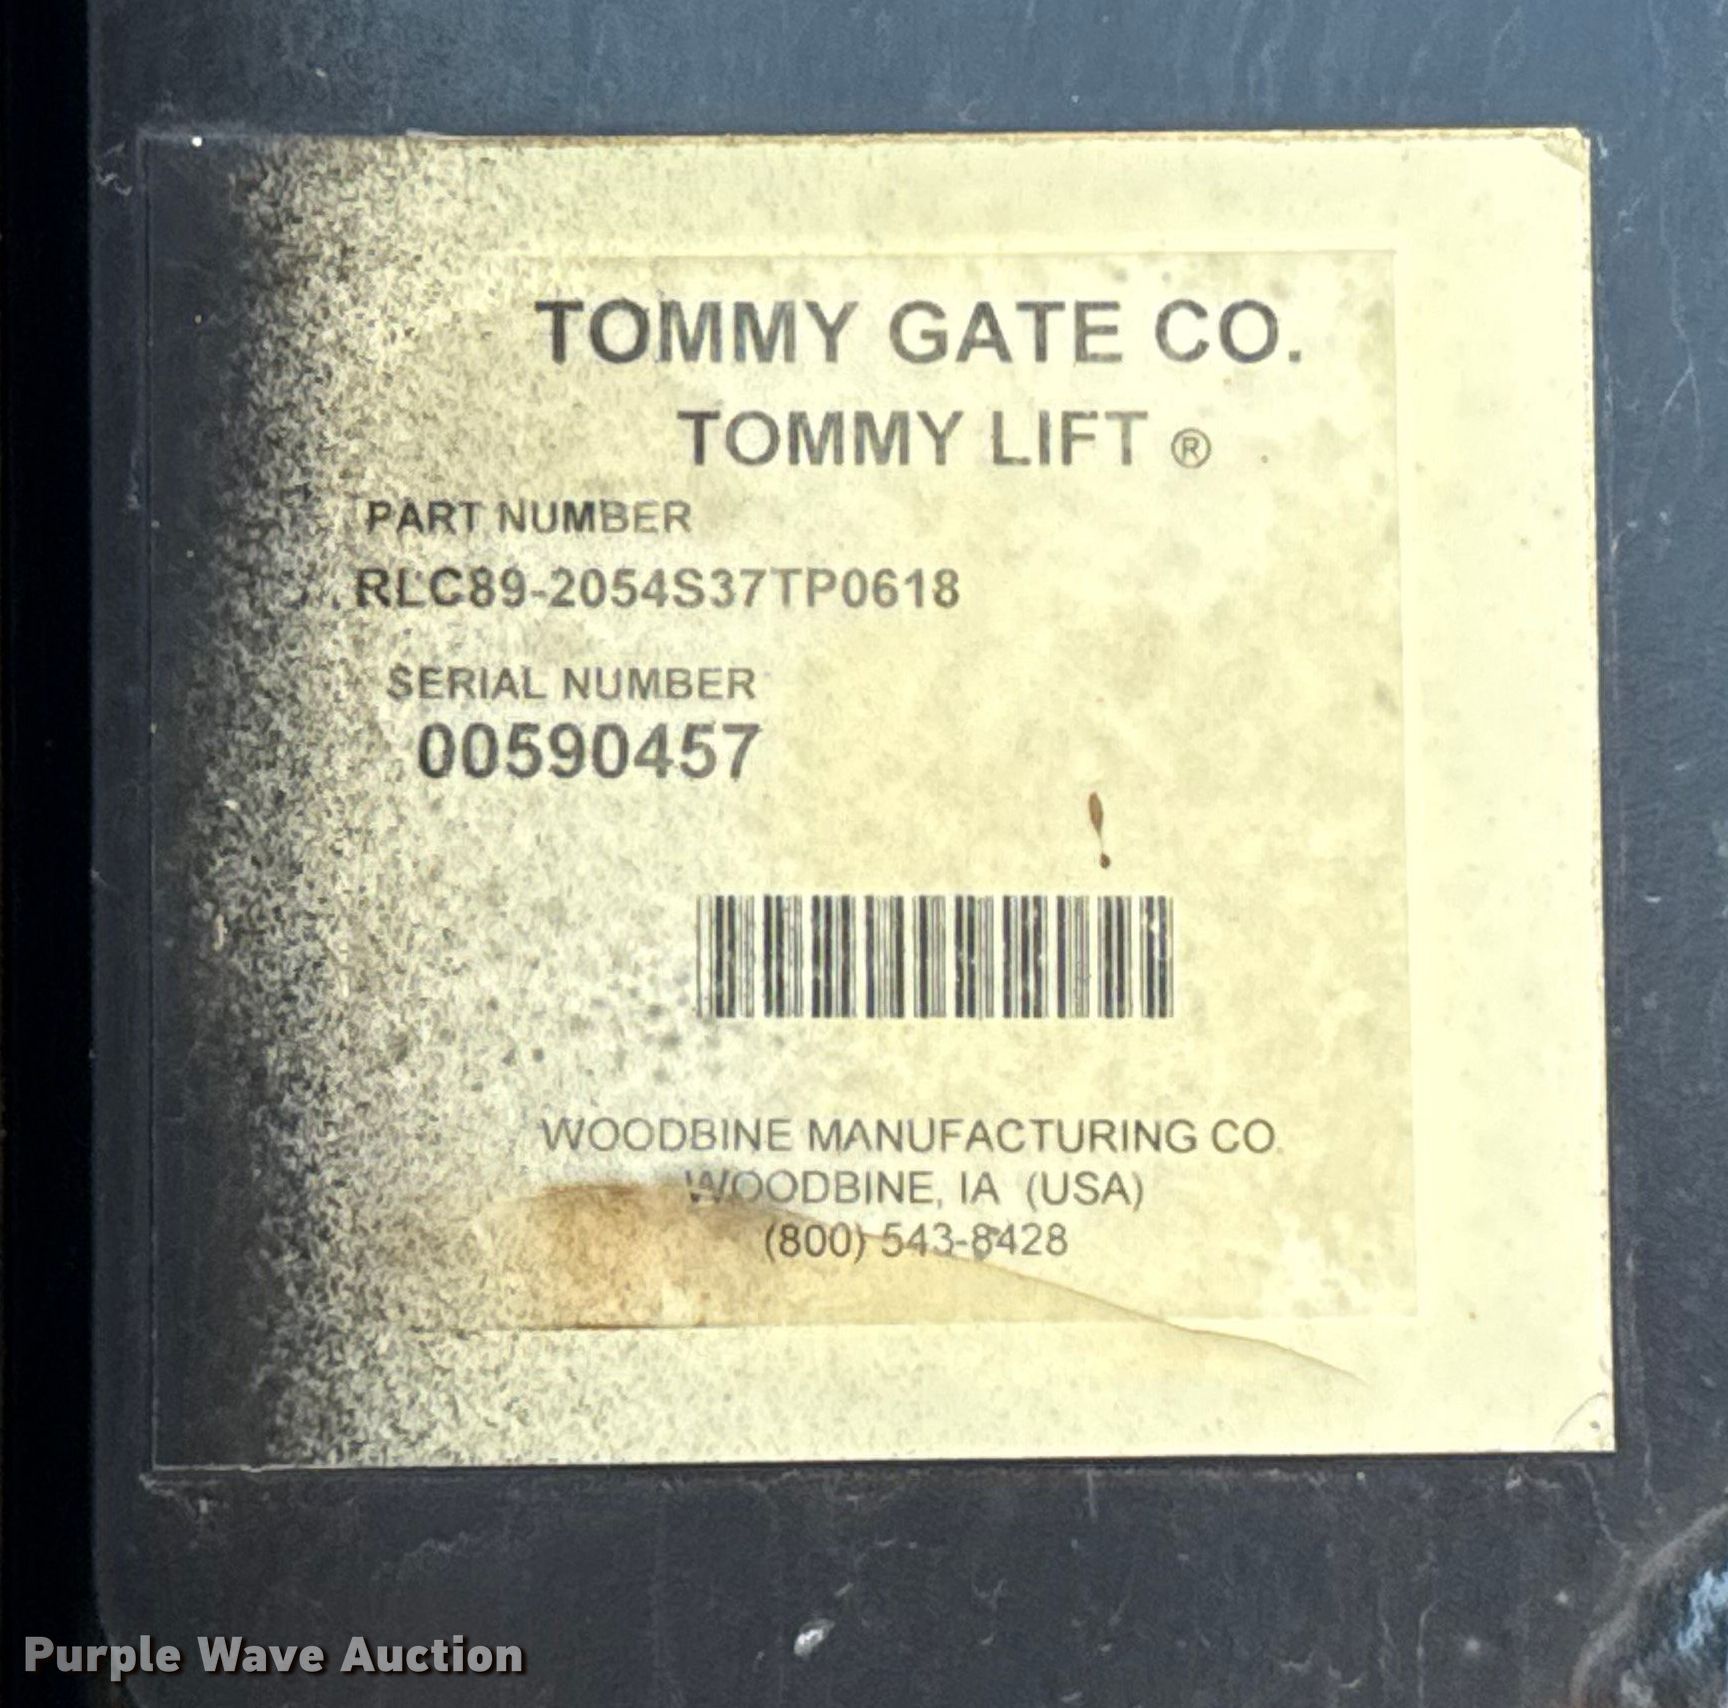 TOMMY GATE CO.
TOMMY LIFT ®
PART NUMBER
RLC89-2054S37TP0618
SERIAL NUMBER
00590457
WOODBINE MANUFACTURING CO.
WOODBINE, IA (USA)
(800) 543-8428
Purple Wave Auction